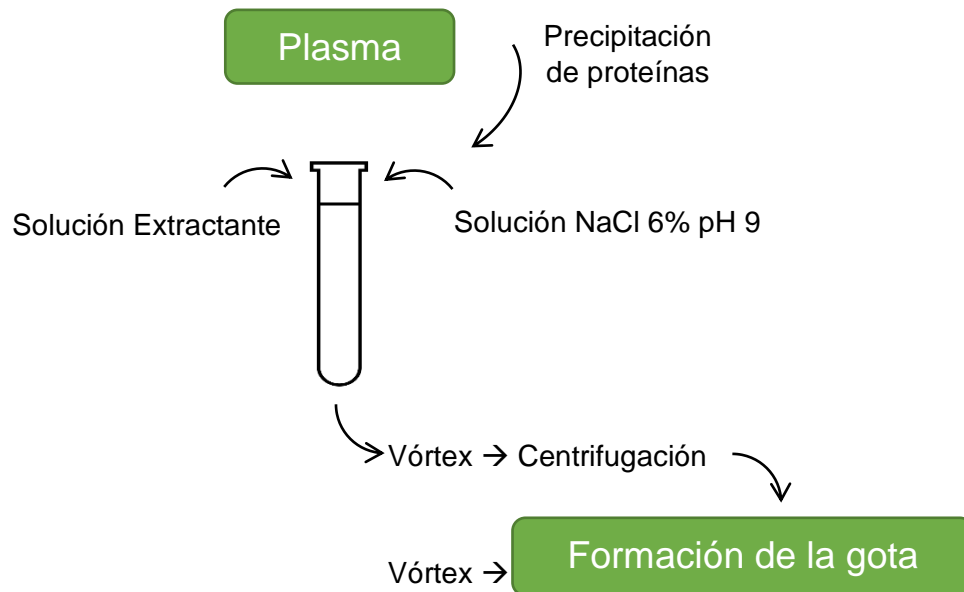 Plasma
Precipitación
de proteínas
Solución Extractante
Solución NaCl 6% pH 9
Vórtex → Centrifugación
Vórtex →
Formación de la gota